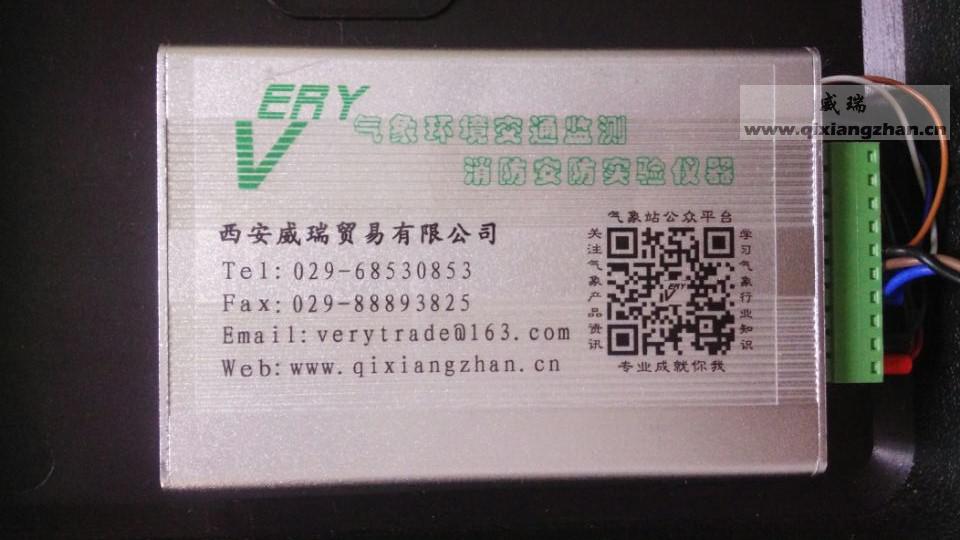 VERY
气象环境交通监测
消防安防实验仪器
西安威瑞贸易有限公司
Tel:029-68530853
Fax:029-88893825
Email:verytrade@163.com
Web:www.qixiangzhan.cn
气象站公众平台
关注气象产品资讯
VERY
学习气象行业知识
专业成就你我
威瑞
www.qixiangzhan.cn